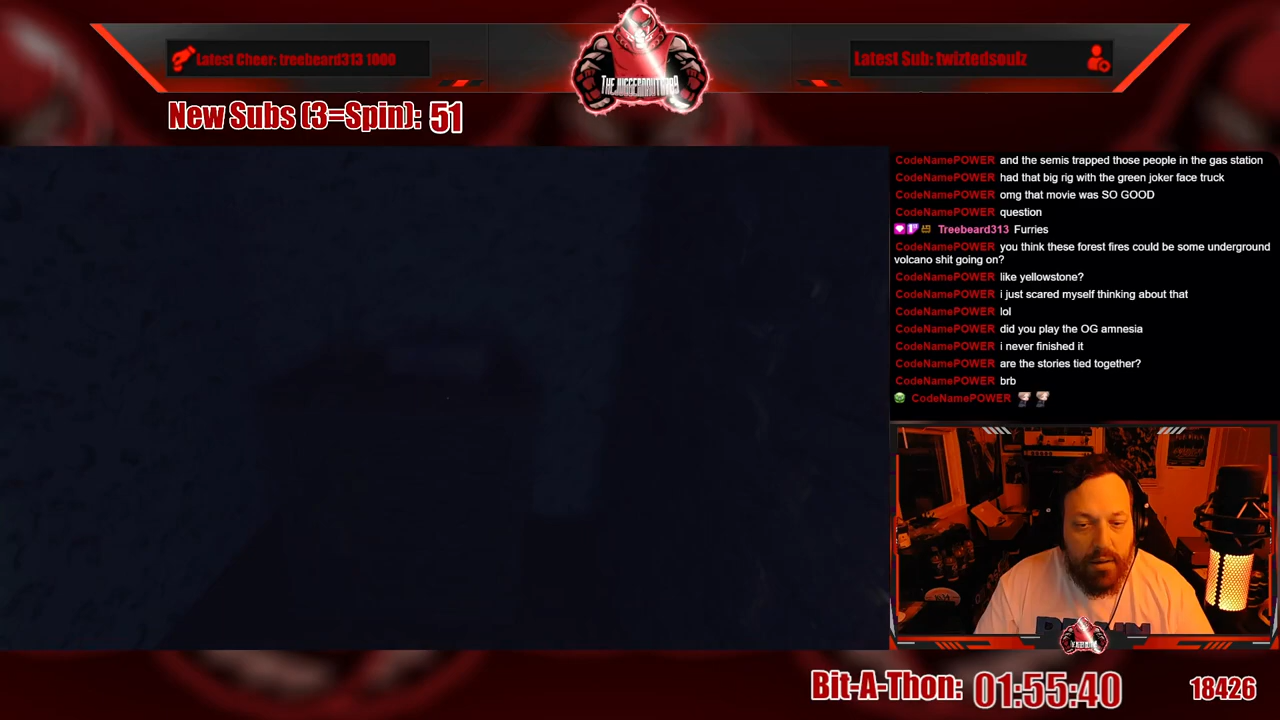 Latest Cheer: treebeard313 1000
THEJUGGERNAUT0789
Latest Sub: twiztedsoulz
New Subs (3=Spin): 51
CodeNamePOWER and the semis trapped those people in the gas station
CodeNamePOWER had that big rig with the green joker face truck
CodeNamePOWER omg that movie was SO GOOD
CodeNamePOWER question
Treebeard313 Furries
CodeNamePOWER you think these forest fires could be some underground
volcano shit going on?
CodeNamePOWER like yellowstone?
CodeNamePOWER i just scared myself thinking about that
CodeNamePOWER lol
CodeNamePOWER did you play the OG amnesia
CodeNamePOWER i never finished it
CodeNamePOWER are the stories tied together?
CodeNamePOWER brb
CodeNamePOWER
Bit-A-Thon: 01:55:40 18426